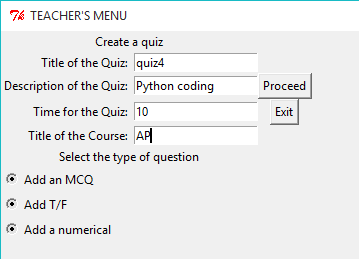 TEACHER'S MENU
Create a quiz
Title of the Quiz: quiz4
Description of the Quiz: Python coding Proceed
Time for the Quiz: 10 Exit
Title of the Course: AP
Select the type of question
Add an MCQ
Add T/F
Add a numerical